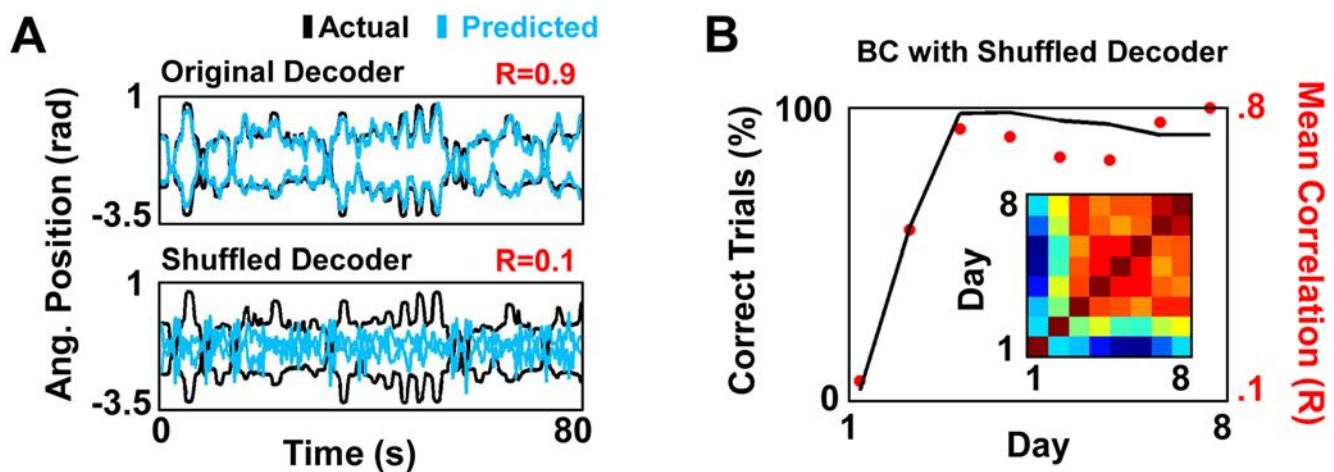 A
Actual Predicted
Original Decoder R=0.9
1
-3.5
Shuffled Decoder R=0.1
1
-3.5
Ang. Position (rad)
0 80
Time (s)
B
BC with Shuffled Decoder
100
0
Correct Trials (%)
.8
.1
Mean Correlation (R)
8
Day
1
1 8
1 8
Day